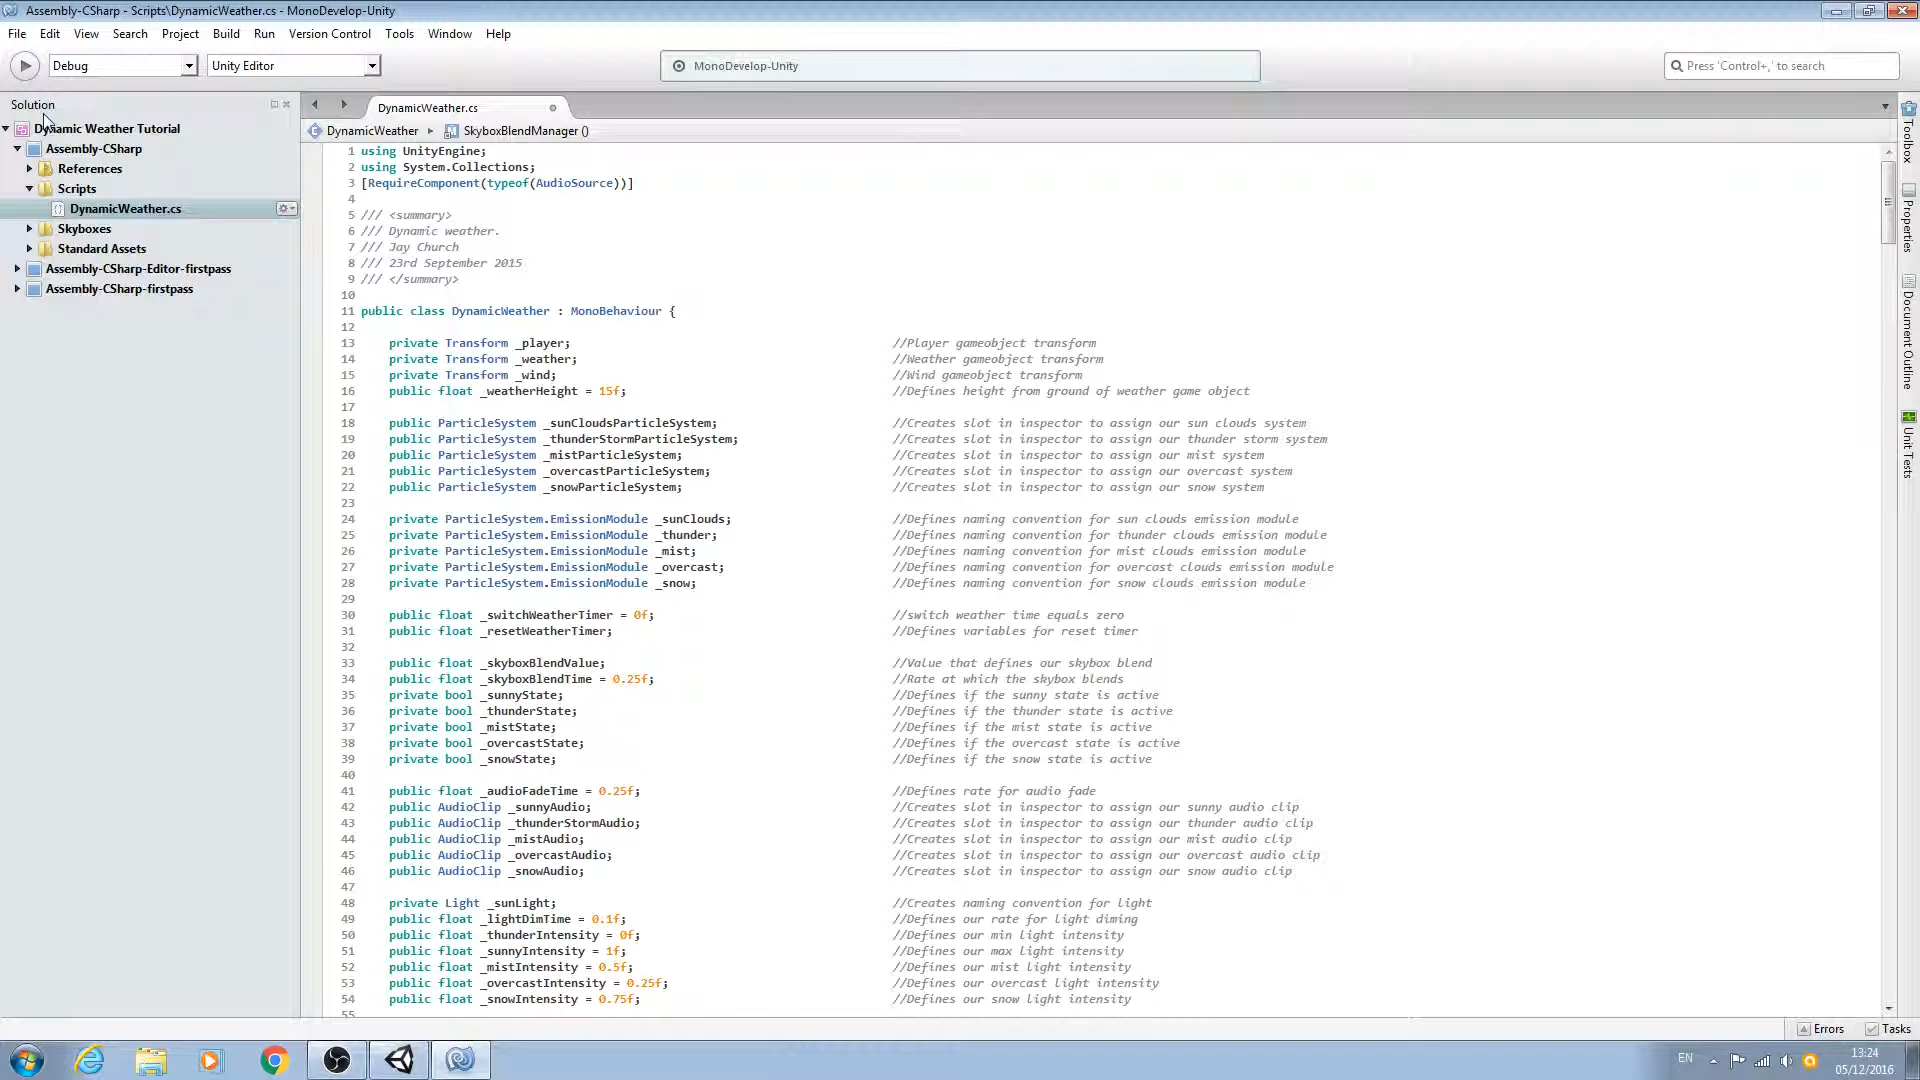 Assembly-CSharp - Scripts\DynamicWeather.cs - MonoDevelop-Unity
File Edit View Search Project Build Run Version Control Tools Window Help
Debug Unity Editor MonoDevelop-Unity Press 'Control+,' to search
Solution
Dynamic Weather Tutorial
Assembly-CSharp
References
Scripts
DynamicWeather.cs
Skyboxes
Standard Assets
Assembly-CSharp-Editor-firstpass
Assembly-CSharp-firstpass
DynamicWeather.cs
DynamicWeather SkyboxBlendManager ()
1 using UnityEngine;
2 using System.Collections;
3 [RequireComponent(typeof(AudioSource))]
4
5 /// <summary>
6 /// Dynamic weather.
7 /// Jay Church
8 /// 23rd September 2015
9 /// </summary>
10
11 public class DynamicWeather : MonoBehaviour {
12
13 private Transform _player; //Player gameobject transform
14 private Transform _weather; //Weather gameobject transform
15 private Transform _wind; //Wind gameobject transform
16 public float _weatherHeight = 15f; //Defines height from ground of weather game object
17
18 public ParticleSystem _sunCloudsParticleSystem; //Creates slot in inspector to assign our sun clouds system
19 public ParticleSystem _thunderStormParticleSystem; //Creates slot in inspector to assign our thunder storm system
20 public ParticleSystem _mistParticleSystem; //Creates slot in inspector to assign our mist system
21 public ParticleSystem _overcastParticleSystem; //Creates slot in inspector to assign our overcast system
22 public ParticleSystem _snowParticleSystem; //Creates slot in inspector to assign our snow system
23
24 private ParticleSystem.EmissionModule _sunClouds; //Defines naming convention for sun clouds emission module
25 private ParticleSystem.EmissionModule _thunder; //Defines naming convention for thunder clouds emission module
26 private ParticleSystem.EmissionModule _mist; //Defines naming convention for mist clouds emission module
27 private ParticleSystem.EmissionModule _overcast; //Defines naming convention for overcast clouds emission module
28 private ParticleSystem.EmissionModule _snow; //Defines naming convention for snow clouds emission module
29
30 public float _switchWeatherTimer = 0f; //switch weather time equals zero
31 public float _resetWeatherTimer; //Defines variables for reset timer
32
33 public float _skyboxBlendValue; //Value that defines our skybox blend
34 public float _skyboxBlendTime = 0.25f; //Rate at which the skybox blends
35 private bool _sunnyState; //Defines if the sunny state is active
36 private bool _thunderState; //Defines if the thunder state is active
37 private bool _mistState; //Defines if the mist state is active
38 private bool _overcastState; //Defines if the overcast state is active
39 private bool _snowState; //Defines if the snow state is active
40
41 public float _audioFadeTime = 0.25f; //Defines rate for audio fade
42 public AudioClip _sunnyAudio; //Creates slot in inspector to assign our sunny audio clip
43 public AudioClip _thunderStormAudio; //Creates slot in inspector to assign our thunder audio clip
44 public AudioClip _mistAudio; //Creates slot in inspector to assign our mist audio clip
45 public AudioClip _overcastAudio; //Creates slot in inspector to assign our overcast audio clip
46 public AudioClip _snowAudio; //Creates slot in inspector to assign our snow audio clip
47
48 private Light _sunLight; //Creates naming convention for light
49 public float _lightDimTime = 0.1f; //Defines our rate for light diming
50 public float _thunderIntensity = 0f; //Defines our min light intensity
51 public float _sunnyIntensity = 1f; //Defines our max light intensity
52 public float _mistIntensity = 0.5f; //Defines our mist light intensity
53 public float _overcastIntensity = 0.25f; //Defines our overcast light intensity
54 public float _snowIntensity = 0.75f; //Defines our snow light intensity
55
Toolbox
Properties
Document Outline
Unit Tests
Errors Tasks
EN
13:24
05/12/2016